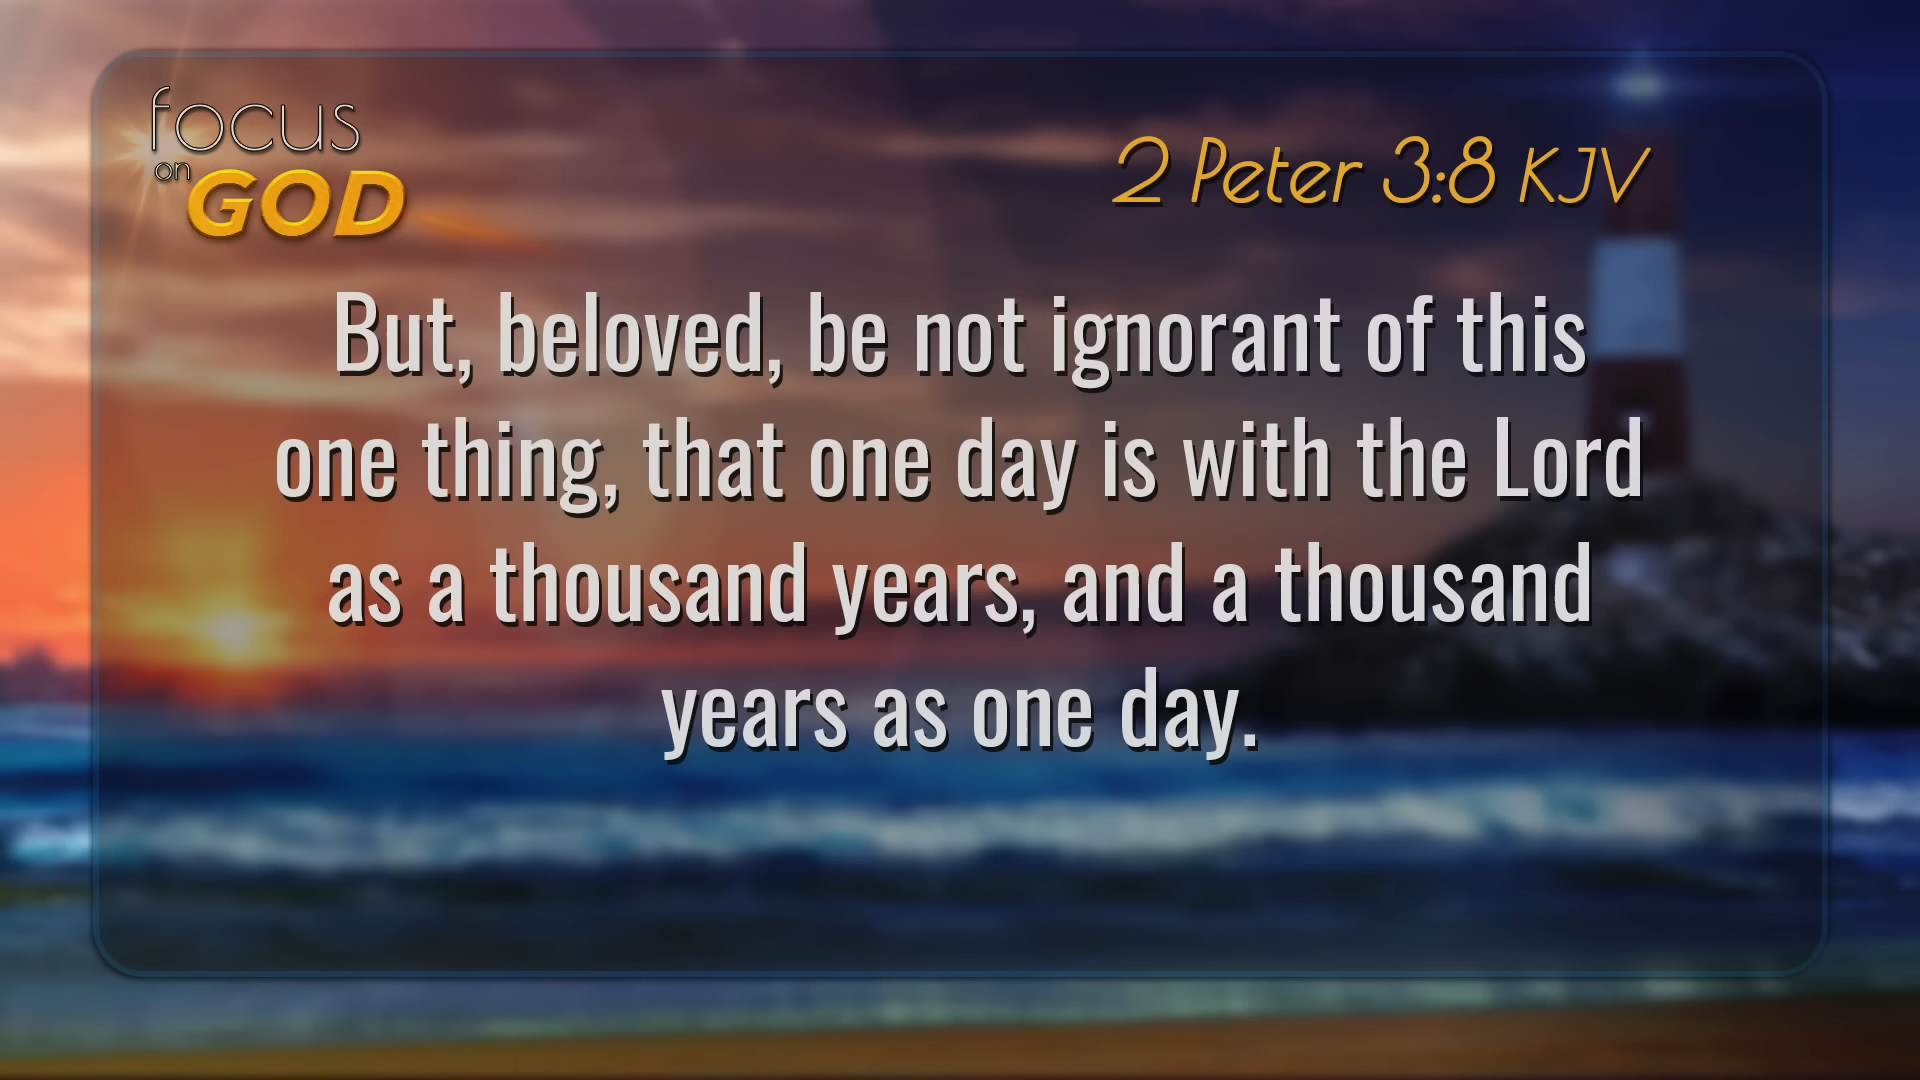 focus
on
GOD
2 Peter 3:8 KJV
But, beloved, be not ignorant of this
one thing, that one day is with the Lord
as a thousand years, and a thousand
years as one day.